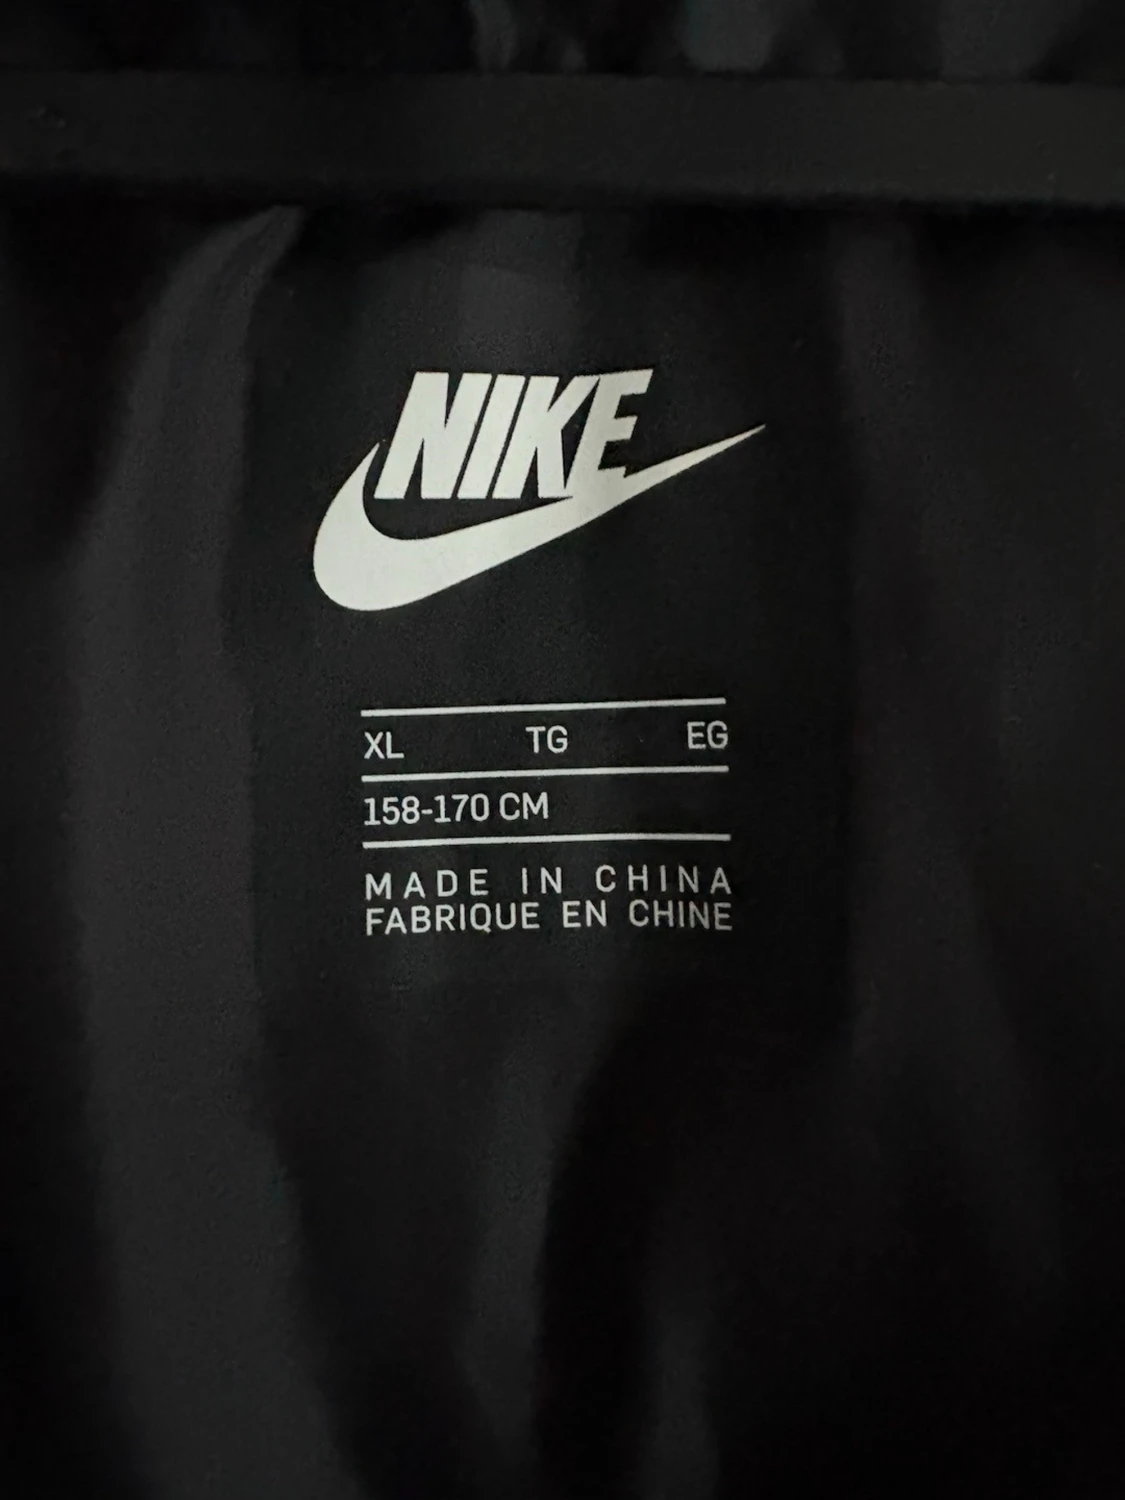 NIKE
XL TG EG
158-170 CM
MADE IN CHINA
FABRIQUE EN CHINE